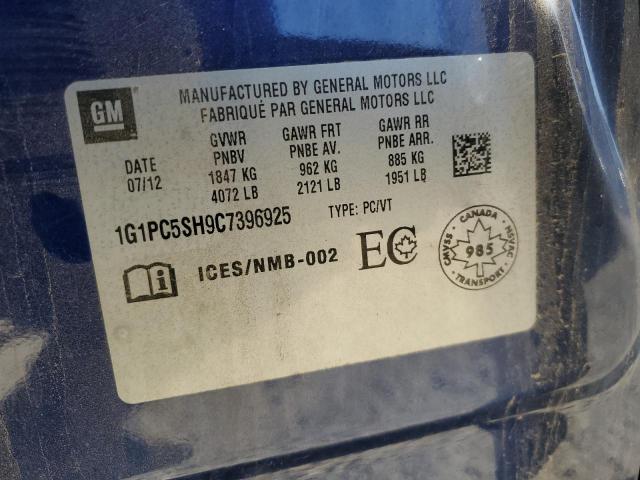 GM
MANUFACTURED BY GENERAL MOTORS LLC
FABRIQUÉ PAR GENERAL MOTORS LLC
GVWR GAWR FRT GAWR RR
DATE PNBV PNBE AV. PNBE ARR.
07/12 1847 KG 962 KG 885 KG
4072 LB 2121 LB 1951 LB
1G1PC5SH9C7396925 TYPE: PC/VT
i ICES/NMB-002 EC
CANADA
CMVSS 985 NSVAC
TRANSPORT